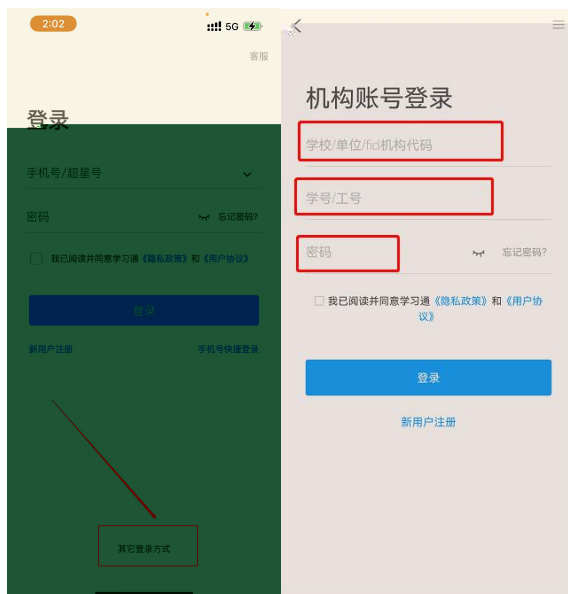 2:02
5G
客服
登录
手机号/超星号
密码
忘记密码?
我已阅读并同意学习通《隐私政策》和《用户协议》
登录
新用户注册
手机号快捷登录
其它登录方式
机构账号登录
学校/单位/fid机构代码
学号/工号
密码
忘记密码?
我已阅读并同意学习通《隐私政策》和《用户协
议》
登录
新用户注册